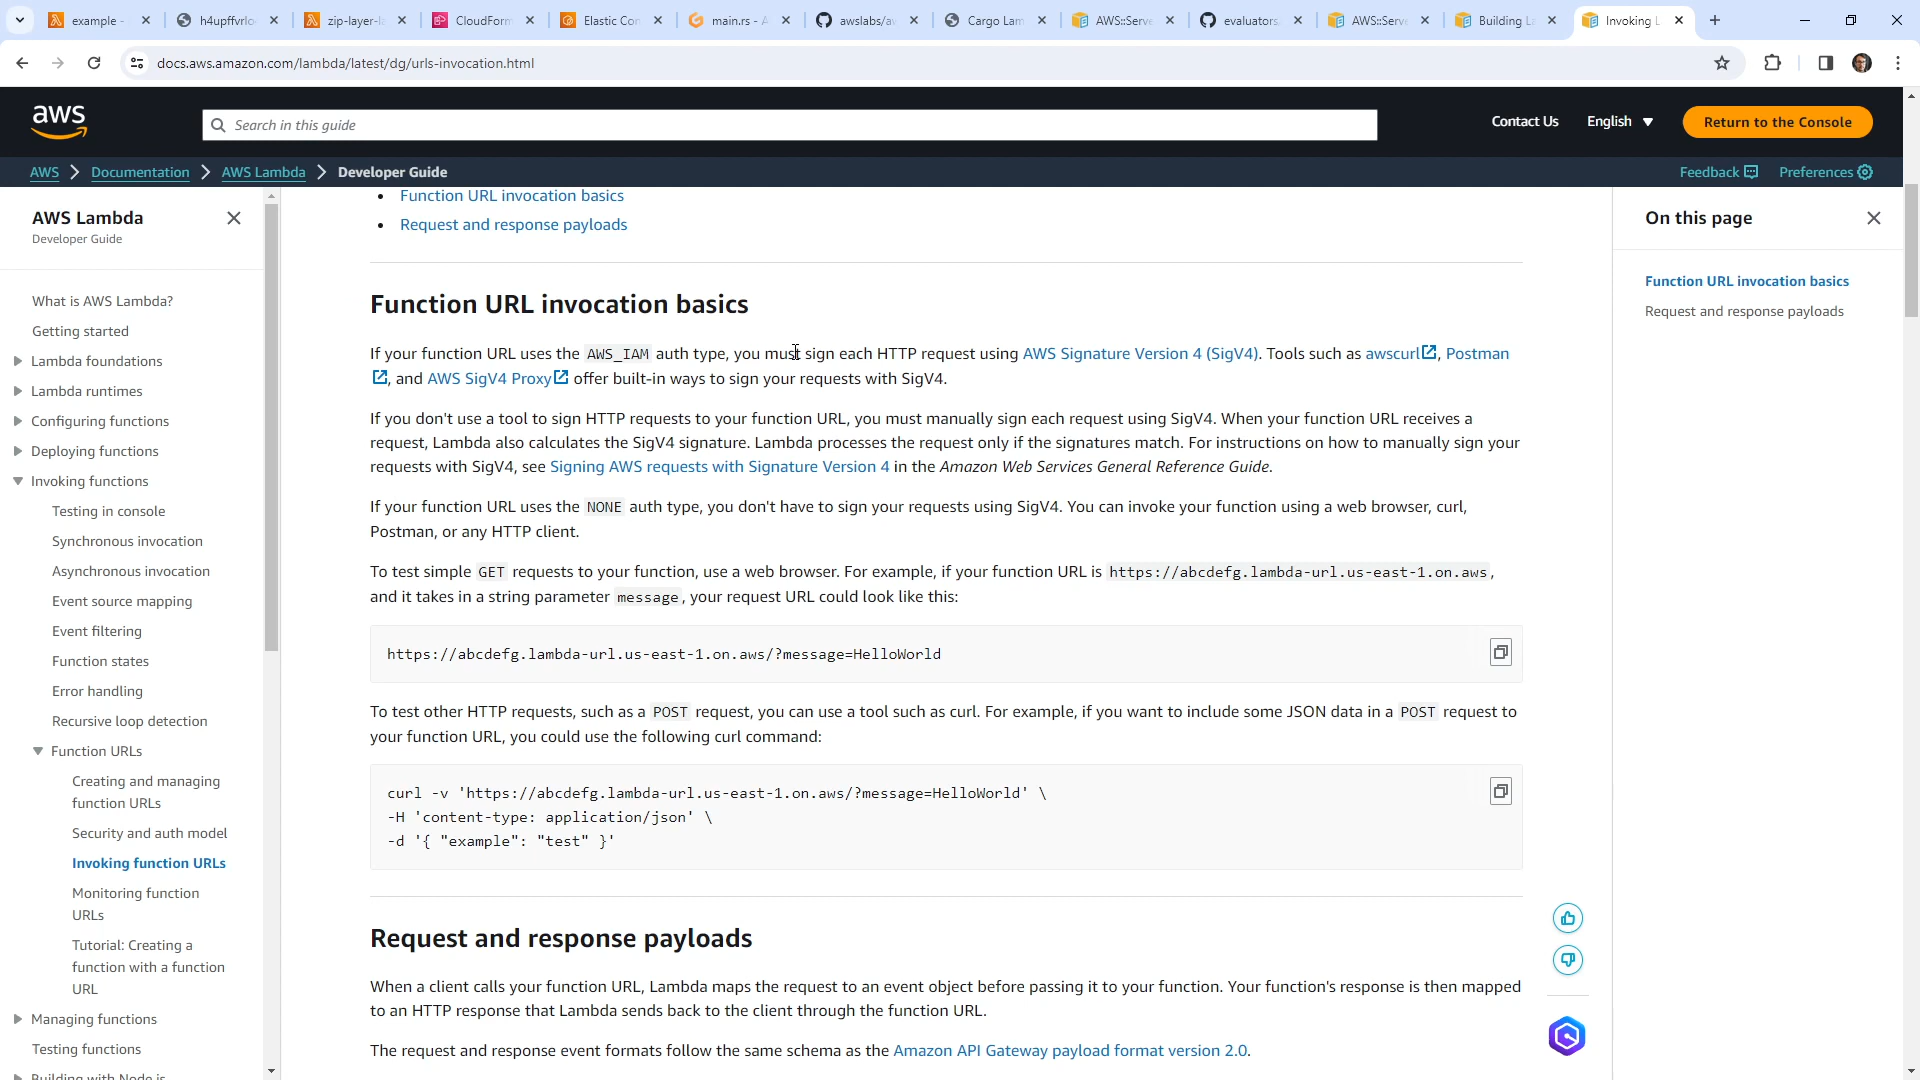 example -
h4upffvrlo
zip-layer-
CloudForm
Elastic Con
main.rs - A
awslabs/av
Cargo Lam
AWS::Serve
evaluators
AWS::Serve
Building L
Invoking L
docs.aws.amazon.com/lambda/latest/dg/urls-invocation.html
aws
Search in this guide
Contact Us
English
Return to the Console
AWS
Documentation
AWS Lambda
Developer Guide
Feedback
Preferences
AWS Lambda
Developer Guide
What is AWS Lambda?
Getting started
Lambda foundations
Lambda runtimes
Configuring functions
Deploying functions
Invoking functions
Testing in console
Synchronous invocation
Asynchronous invocation
Event source mapping
Event filtering
Function states
Error handling
Recursive loop detection
Function URLs
Creating and managing
function URLs
Security and auth model
Invoking function URLs
Monitoring function
URLs
Tutorial: Creating a
function with a function
URL
Managing functions
Testing functions
Building with Node.js
• Function URL invocation basics
• Request and response payloads
Function URL invocation basics
If your function URL uses the AWS_IAM auth type, you must sign each HTTP request using AWS Signature Version 4 (SigV4). Tools such as awscurl, Postman
, and AWS SigV4 Proxy offer built-in ways to sign your requests with SigV4.
If you don't use a tool to sign HTTP requests to your function URL, you must manually sign each request using SigV4. When your function URL receives a
request, Lambda also calculates the SigV4 signature. Lambda processes the request only if the signatures match. For instructions on how to manually sign your
requests with SigV4, see Signing AWS requests with Signature Version 4 in the Amazon Web Services General Reference Guide.
If your function URL uses the NONE auth type, you don't have to sign your requests using SigV4. You can invoke your function using a web browser, curl,
Postman, or any HTTP client.
To test simple GET requests to your function, use a web browser. For example, if your function URL is https://abcdefg.lambda-url.us-east-1.on.aws,
and it takes in a string parameter message, your request URL could look like this:
https://abcdefg.lambda-url.us-east-1.on.aws/?message=HelloWorld
To test other HTTP requests, such as a POST request, you can use a tool such as curl. For example, if you want to include some JSON data in a POST request to
your function URL, you could use the following curl command:
curl -v 'https://abcdefg.lambda-url.us-east-1.on.aws/?message=HelloWorld' \
-H 'content-type: application/json' \
-d '{ "example": "test" }'
Request and response payloads
When a client calls your function URL, Lambda maps the request to an event object before passing it to your function. Your function's response is then mapped
to an HTTP response that Lambda sends back to the client through the function URL.
The request and response event formats follow the same schema as the Amazon API Gateway payload format version 2.0.
On this page
Function URL invocation basics
Request and response payloads